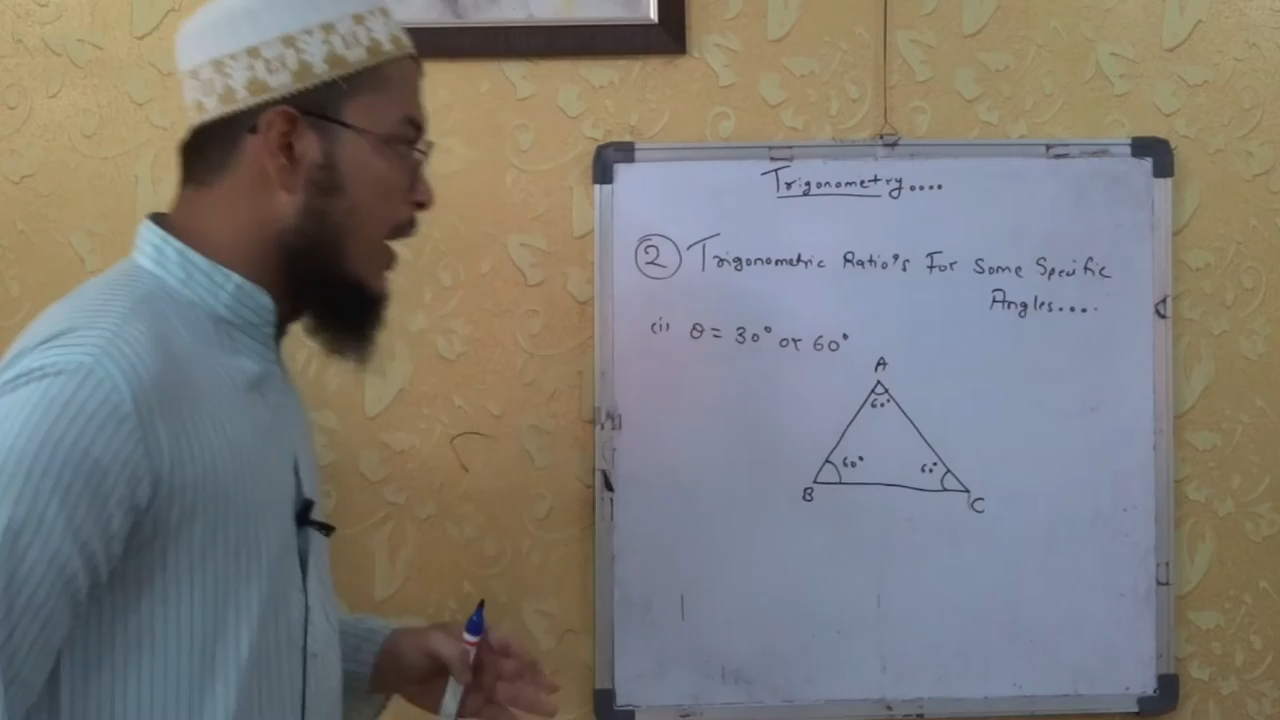 Trigonometry....
2 Trigonometric Ratio's For Some Specific
Angles....
(i) θ = 30° or 60°
A
60°
60° 60°
B C